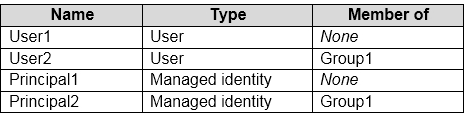 Name Type Member of
User1 User None
User2 User Group1
Principal1 Managed identity None
Principal2 Managed identity Group1